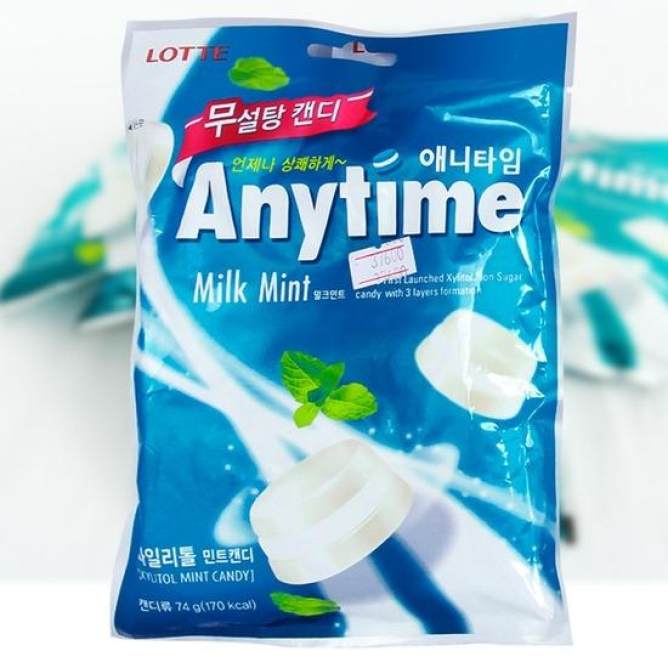 LOTTE
무설탕 캔디
언제나 상쾌하게~
애니타임
Anytime
Milk Mint 밀크민트
First Launched Xylitol Non Sugar
candy with 3 layers formation
자일리톨 민트캔디
XYLITOL MINT CANDY]
캔디류 74 g(170 kcal)